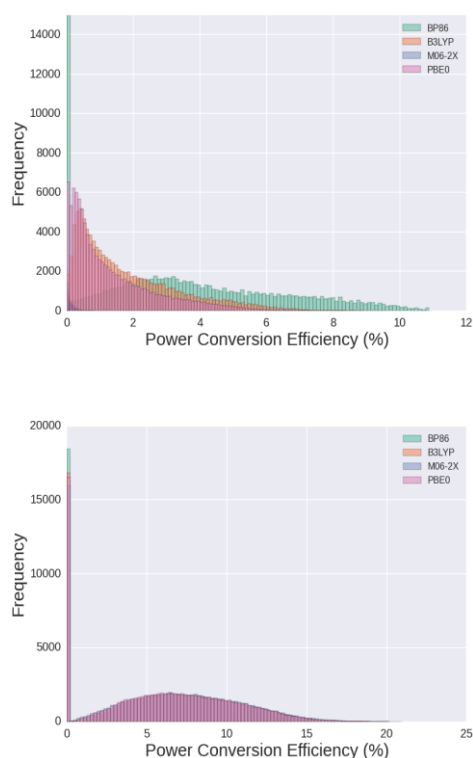 14000
12000
10000
8000
6000
4000
2000
0
Frequency
BP86
B3LYP
M06-2X
PBE0
0 2 4 6 8 10 12
Power Conversion Efficiency (%)
20000
15000
10000
5000
0
Frequency
BP86
B3LYP
M06-2X
PBE0
0 5 10 15 20 25
Power Conversion Efficiency (%)